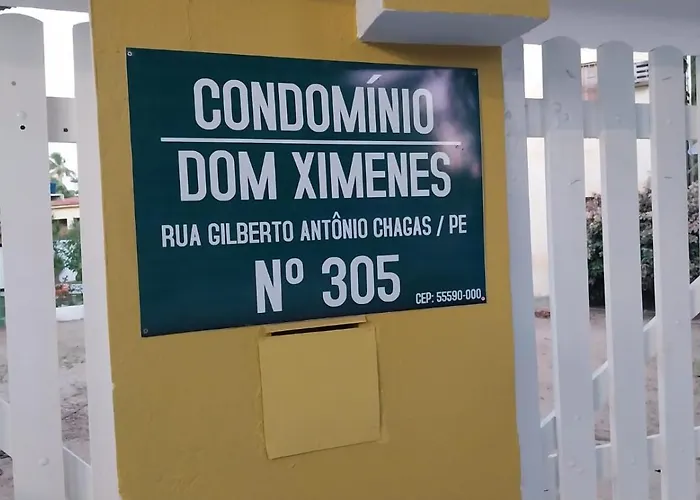 CONDOMÍNIO
DOM XIMENES
RUA GILBERTO ANTÔNIO CHAGAS / PE
Nº 305
CEP: 55590-000